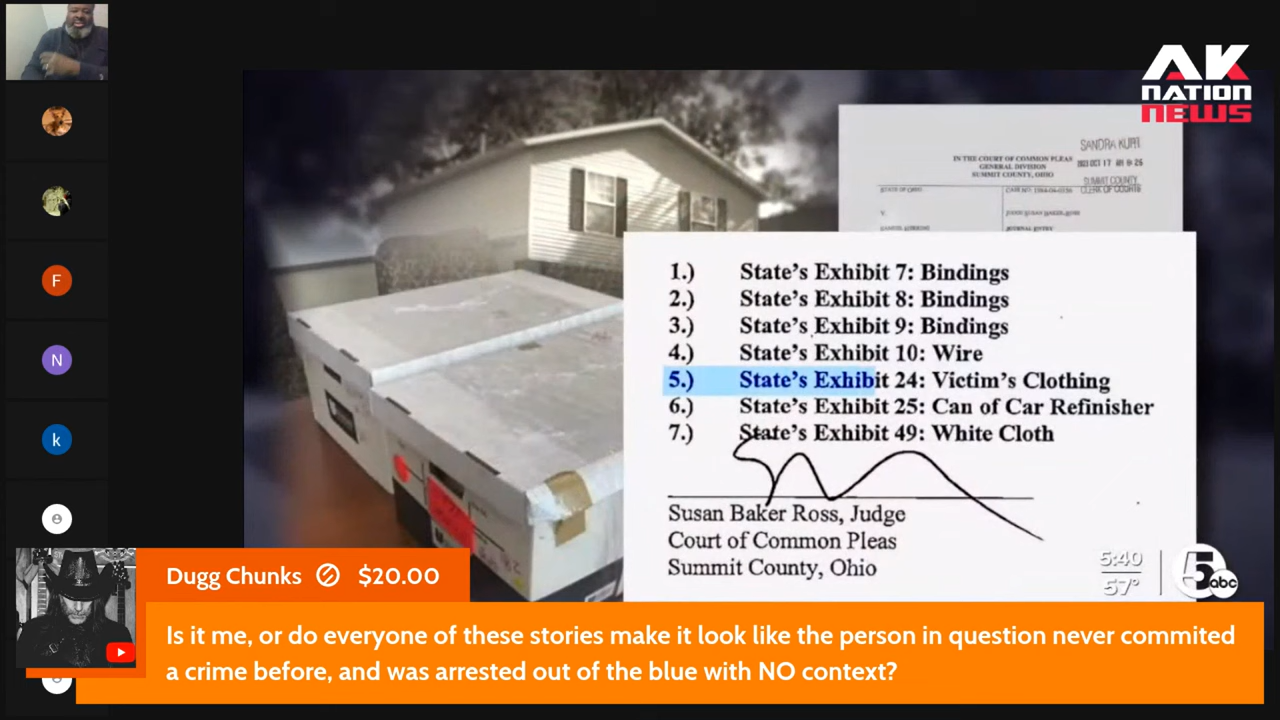 AK
NATION
NEWS
SANDRA KURT
IN THE COURT OF COMMON PLEAS
GENERAL DIVISION
SUMMIT COUNTY, OHIO
SUMMIT COUNTY
CLERK OF COURTS
STATE OF OHIO
V.
1.) State's Exhibit 7: Bindings
2.) State's Exhibit 8: Bindings
3.) State's Exhibit 9: Bindings
4.) State's Exhibit 10: Wire
5.) State's Exhibit 24: Victim's Clothing
6.) State's Exhibit 25: Can of Car Refinisher
7.) State's Exhibit 49: White Cloth
Susan Baker Ross, Judge
Court of Common Pleas
Summit County, Ohio
5:40
57°
5 abc
F
N
k
Dugg Chunks $20.00
Is it me, or do everyone of these stories make it look like the person in question never commited
a crime before, and was arrested out of the blue with NO context?